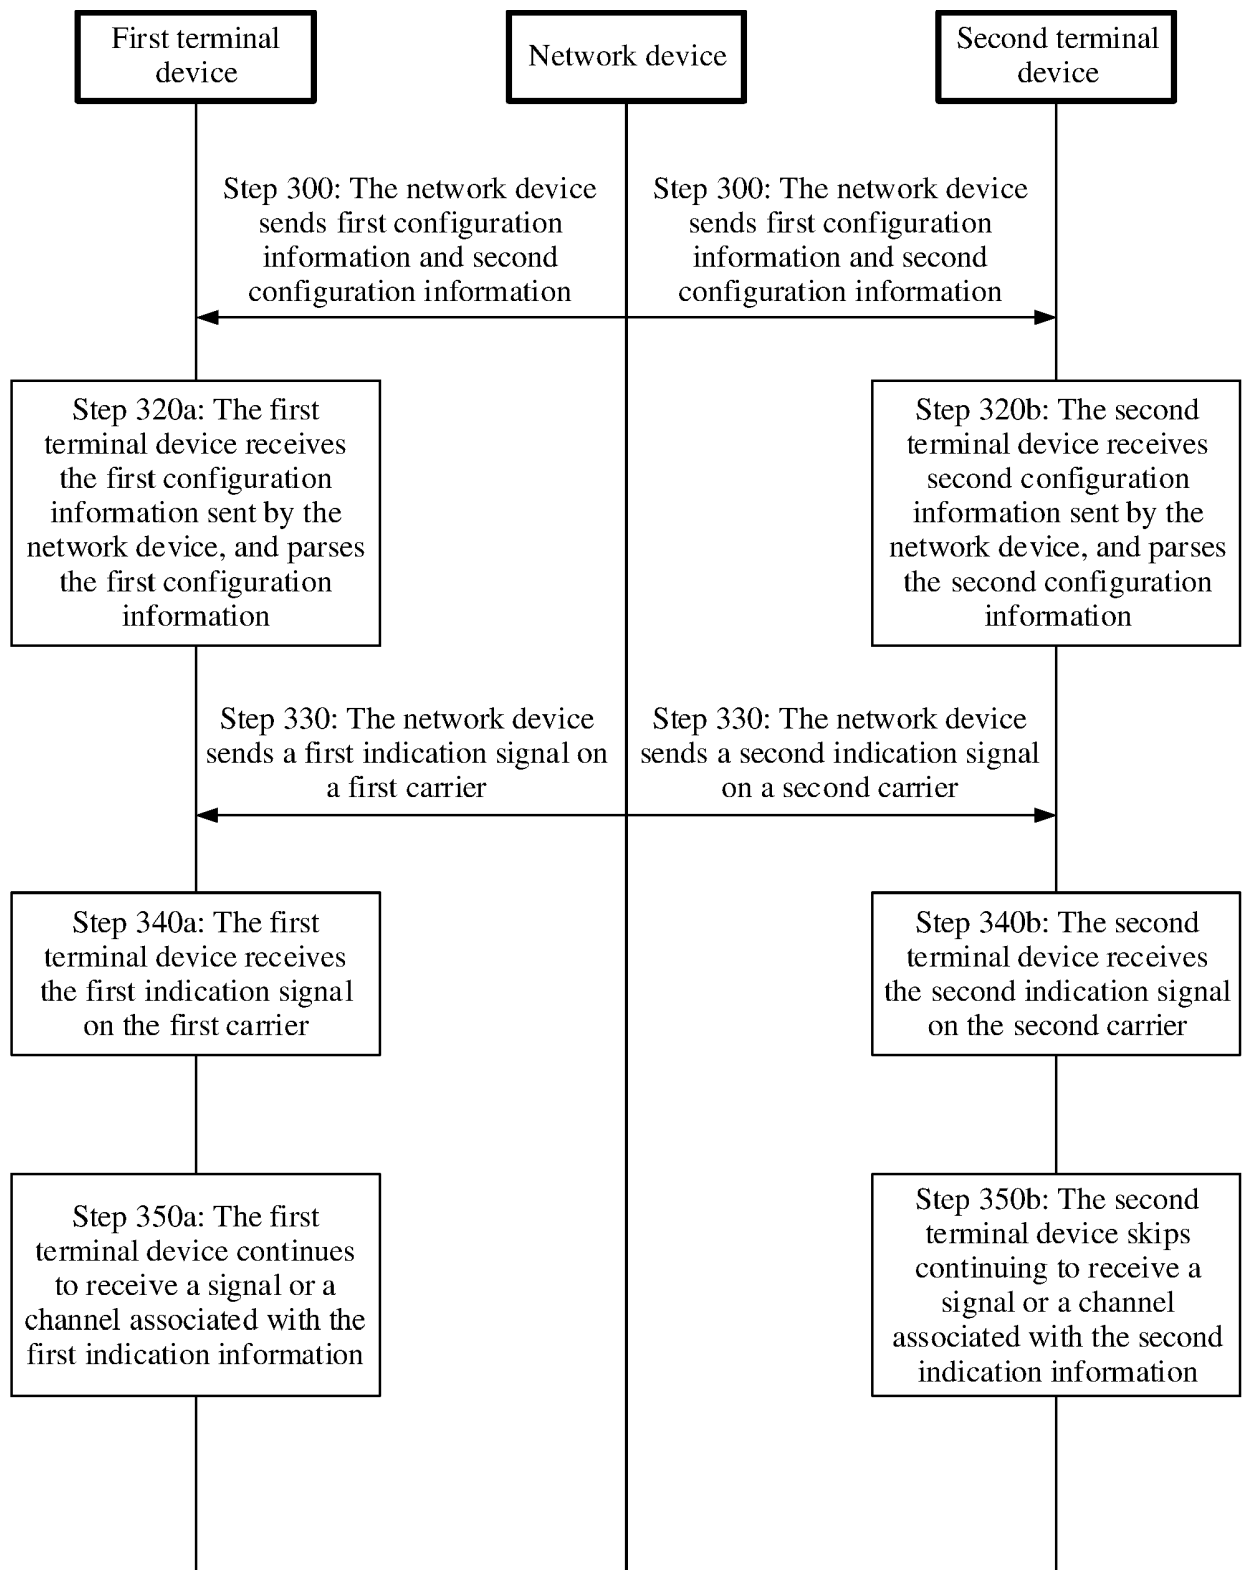 First terminal
device
Network device
Second terminal
device
Step 300: The network device
sends first configuration
information and second
configuration information
Step 300: The network device
sends first configuration
information and second
configuration information
Step 320a: The first
terminal device receives
the first configuration
information sent by the
network device, and parses
the first configuration
information
Step 320b: The second
terminal device receives
second configuration
information sent by the
network device, and parses
the second configuration
information
Step 330: The network device
sends a first indication signal on
a first carrier
Step 330: The network device
sends a second indication signal
on a second carrier
Step 340a: The first
terminal device receives
the first indication signal
on the first carrier
Step 340b: The second
terminal device receives
the second indication signal
on the second carrier
Step 350a: The first
terminal device continues
to receive a signal or a
channel associated with the
first indication information
Step 350b: The second
terminal device skips
continuing to receive a
signal or a channel
associated with the second
indication information